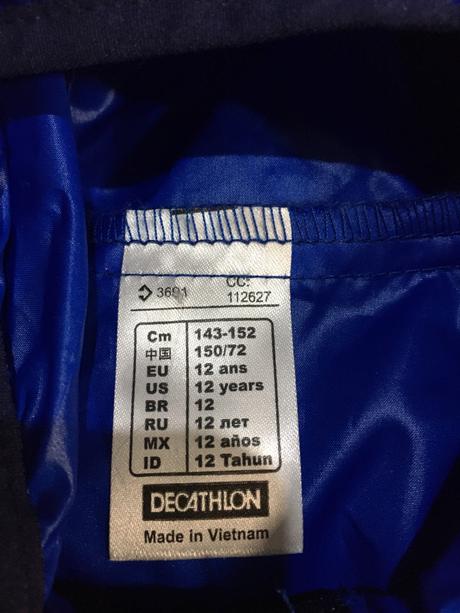 3691 CC: 112627
Cm 143-152
中国 150/72
EU 12 ans
US 12 years
BR 12
RU 12 лет
MX 12 años
ID 12 Tahun
DECATHLON
Made in Vietnam